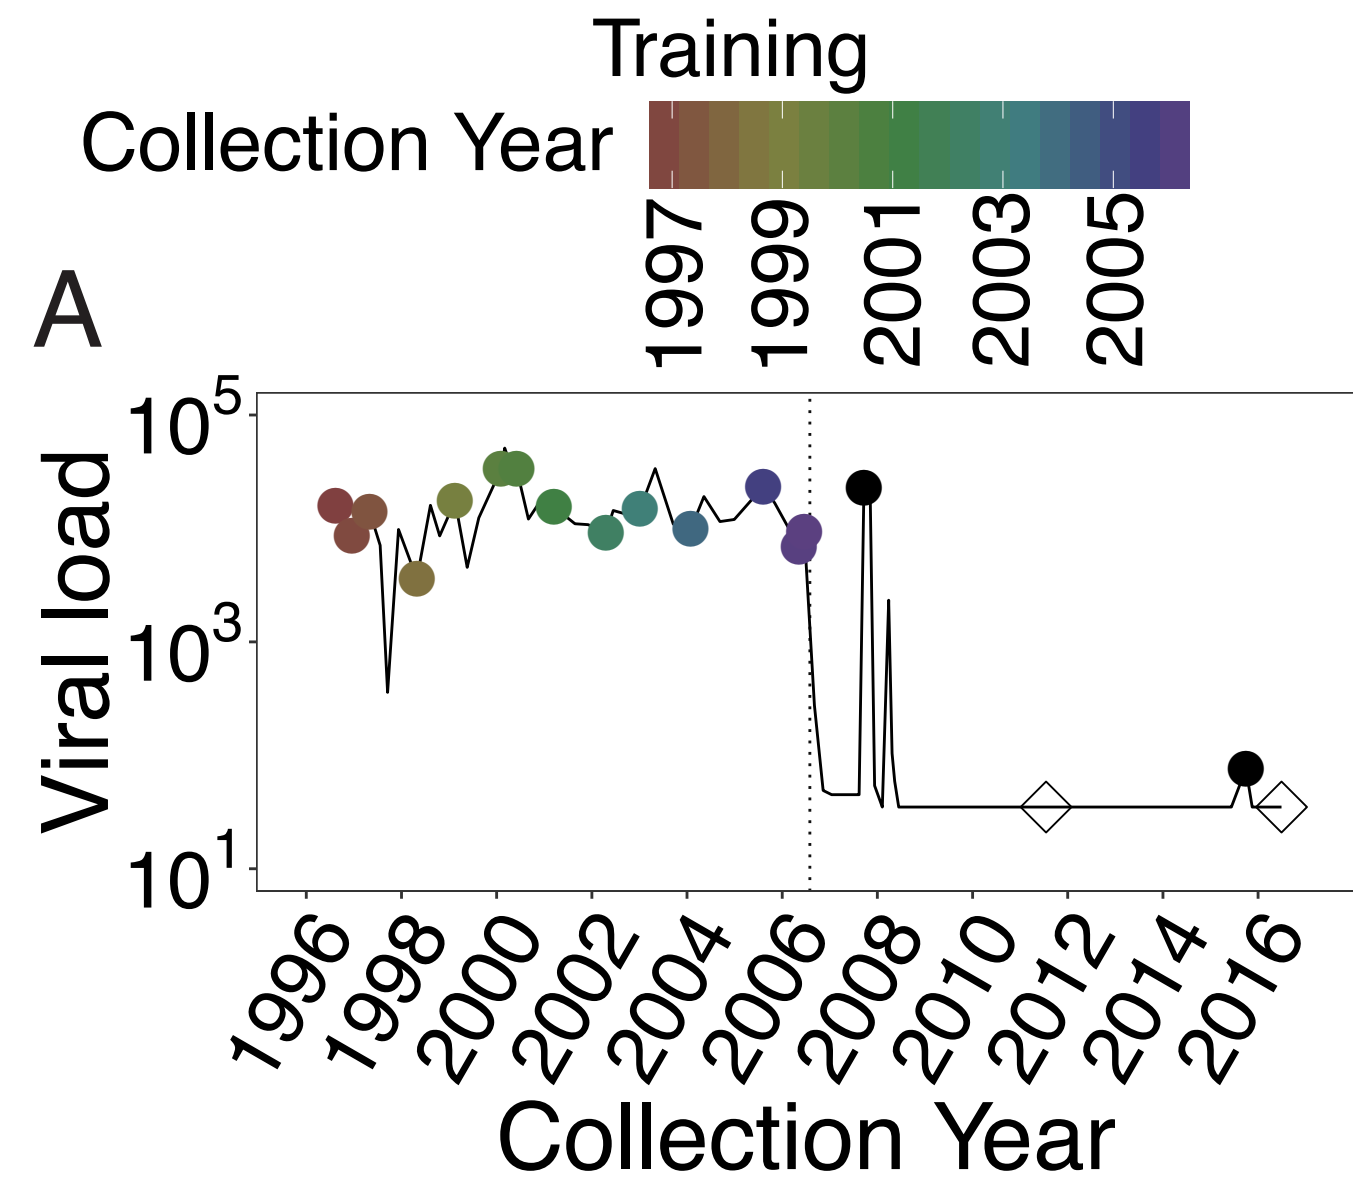 Training
Collection Year
1997 1999 2001 2003 2005
A
Viral load
10^5
10^3
10^1
1996 1998 2000 2002 2004 2006 2008 2010 2012 2014 2016
Collection Year